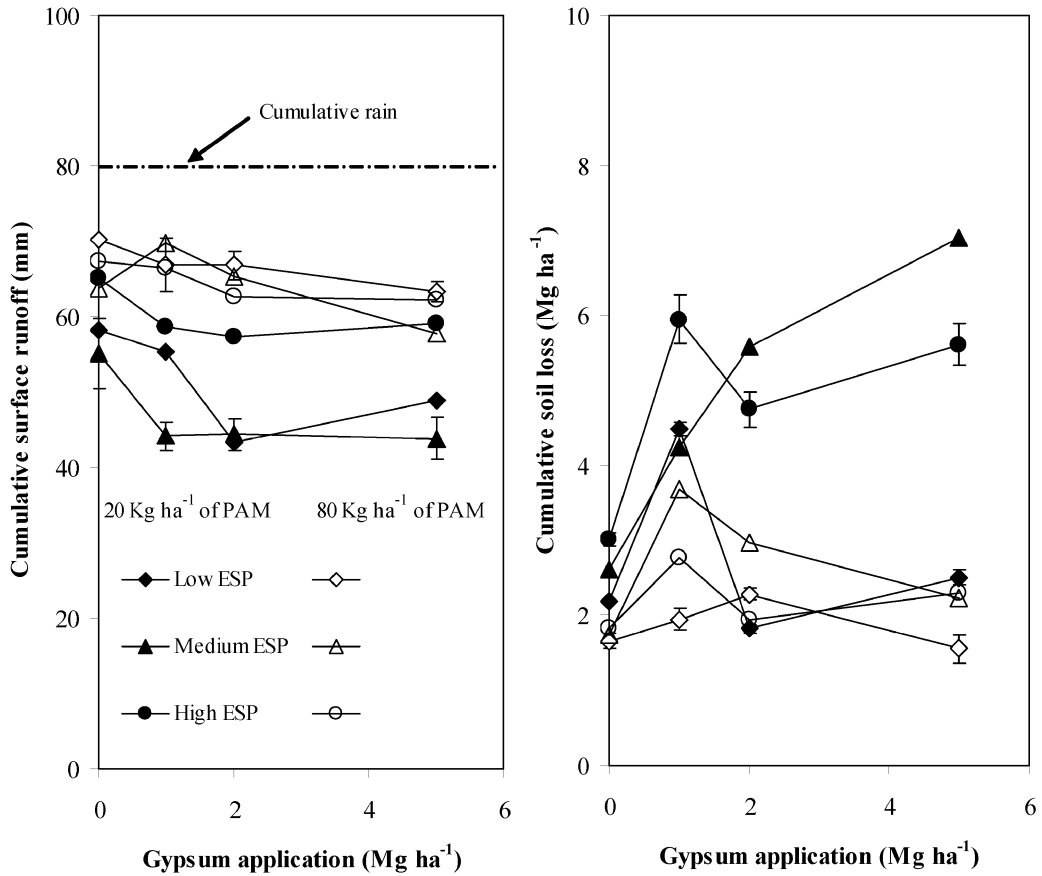 100
80
60
40
20
0
Cumulative surface runoff (mm)
Cumulative rain
20 Kg ha-1 of PAM
80 Kg ha-1 of PAM
Low ESP
Medium ESP
High ESP
0
2
4
6
Gypsum application (Mg ha-1)
10
8
6
4
2
0
Cumulative soil loss (Mg ha-1)
0
2
4
6
Gypsum application (Mg ha-1)